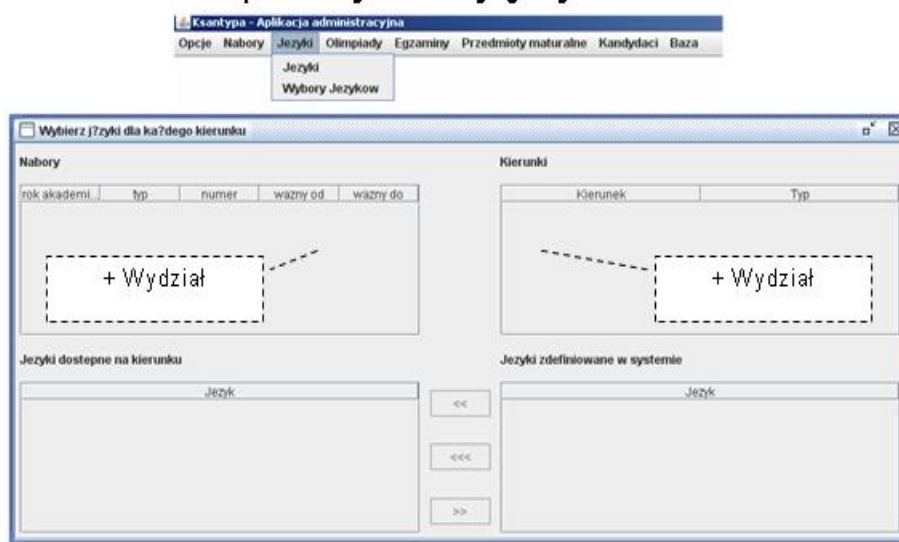 Ksantypa - Aplikacja administracyjna
Opcje Nabory Jezyki Olimpiady Egzaminy Przedmioty maturalne Kandydaci Baza
Jezyki
Wybory Jezykow
Wybierz j?zyki dla ka?dego kierunku
Nabory Kierunki
rok akademi... typ numer wazny od wazny do Kierunek Typ
+ Wydział + Wydział
Jezyki dostepne na kierunku Jezyki zdefiniowane w systemie
Jezyk Jezyk
<<
<<<
>>